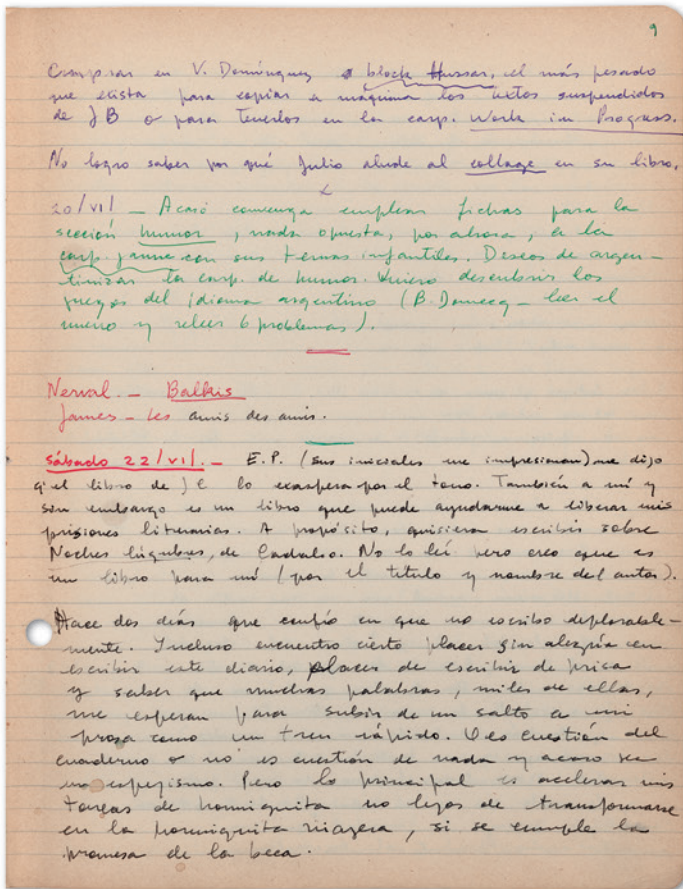 9
Comprar en V. Domínguez block Hussar, el más pesado
que exista para copiar a máquina los textos suspendidos
de JB o para tenerlos en la carp. Work in Progress.
No logro saber por qué Julio alude al collage en su libro.
20/VI/ — Acaso convenga emplear fichas para la
sección humor, nada opuesta, por ahora, a la
carp. con sus temas infantiles. Deseos de argen-
tinizar la carp. de humor. Quiero descubrir los
juegos del idioma argentino (B. Domecq — leer el
nuevo y releer 6 problemas).
Nerval. — Balkis
James — Les amis des amis.
Sábado 22/VI/. — E.P. (sus iniciales me impresionan) me dijo
q' el libro de JC lo exaspera por el tono. También a mí y
sin embargo es un libro que puede ayudarme a liberar mis
prisiones literarias. A propósito, quisiera escribir sobre
Noches lúgubres, de Cadalso. No lo leí pero creo que es
un libro para mí (por el título y nombre del autor).
Hace dos días que confío en que no escribo deplorable-
mente. Incluso encuentro cierto placer sin alegría en
escribir este diario, placer de escribir de prisa
y saber que muchas palabras, miles de ellas,
me esperan para subir de un salto a mi
prosa como un tren rápido. O es cuestión del
cuaderno o no es cuestión de nada y acaso sea
un espejismo. Pero lo principal es acelerar mis
tareas de hormiguita no lejos de transformarse
en la hormiguita viajera, si se cumple la
promesa de la beca.